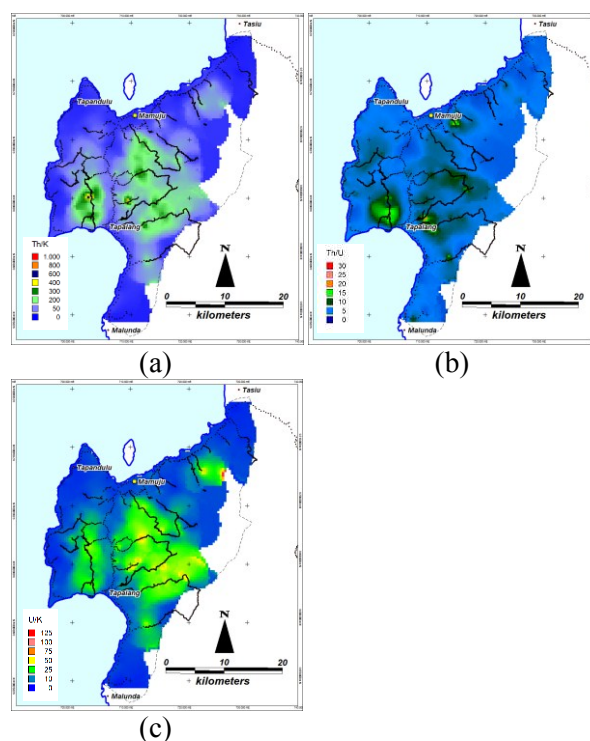 Tasiu
Tapandulu
Mamuju
Th/K
1.000
800
600
400
300
200
50
0
Tapalang
N
0 10 20
kilometers
Malunda
(a)
Tasiu
Tapandulu
Mamuju
Th/U
30
25
20
15
10
5
0
Tapalang
N
0 10 20
kilometers
Malunda
(b)
Tasiu
Tapandulu
Mamuju
U/K
125
100
75
50
25
10
0
Tapalang
N
0 10 20
kilometers
Malunda
(c)